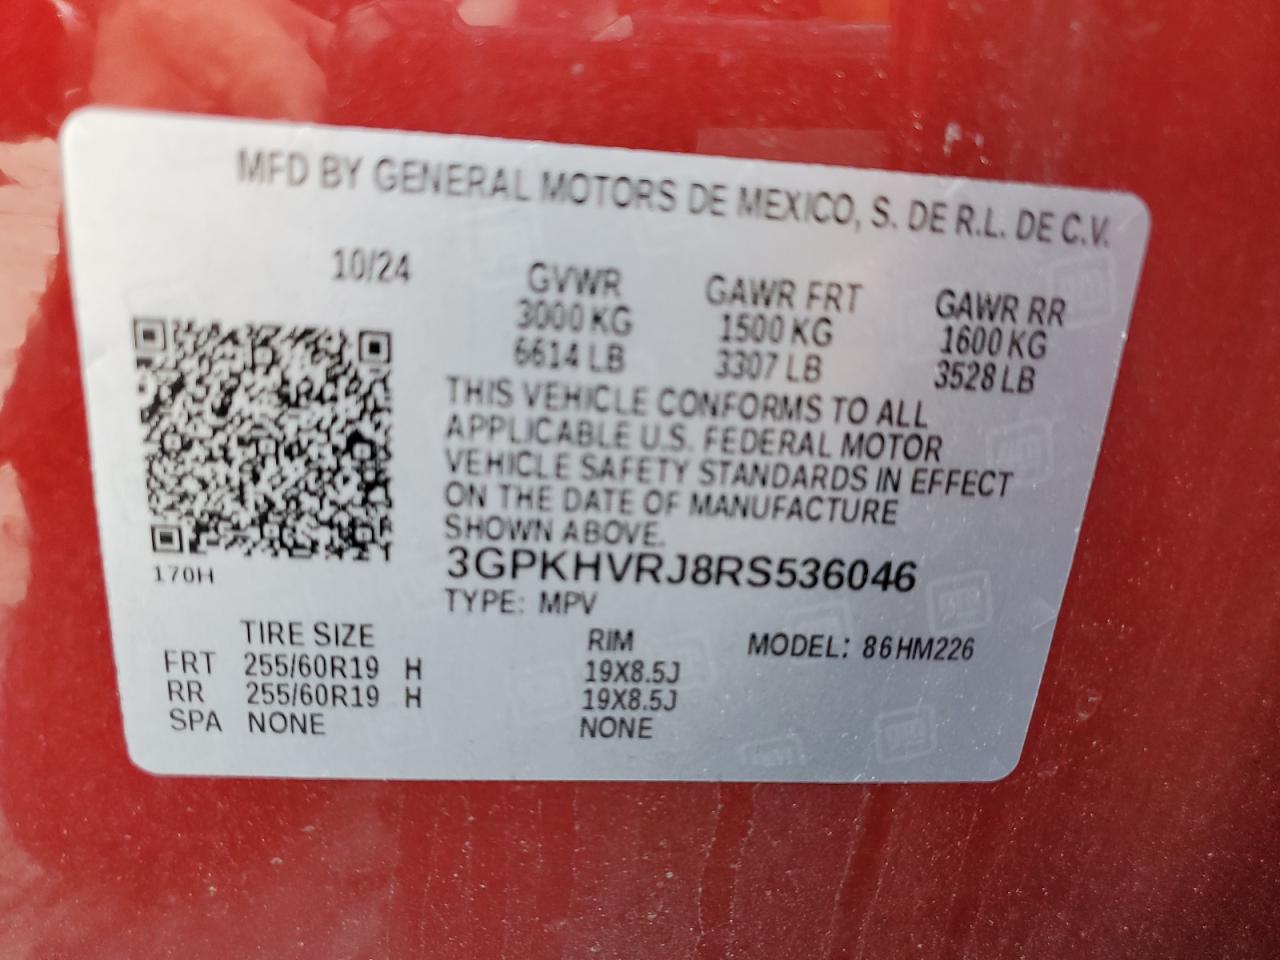 MFD BY GENERAL MOTORS DE MEXICO, S. DE R.L. DE C.V.
10/24 GVWR GAWR FRT GAWR RR
3000 KG 1500 KG 1600 KG
6614 LB 3307 LB 3528 LB
THIS VEHICLE CONFORMS TO ALL
APPLICABLE U.S. FEDERAL MOTOR
VEHICLE SAFETY STANDARDS IN EFFECT
ON THE DATE OF MANUFACTURE
SHOWN ABOVE.
3GPKHVRJ8RS536046
170H
TYPE: MPV
TIRE SIZE RIM MODEL: 86HM226
FRT 255/60R19 H 19X8.5J
RR 255/60R19 H 19X8.5J
SPA NONE NONE